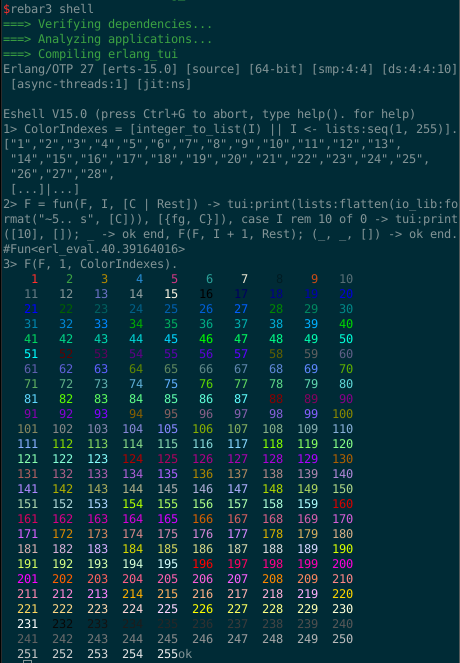 $rebar3 shell
===> Verifying dependencies...
===> Analyzing applications...
===> Compiling erlang_tui
Erlang/OTP 27 [erts-15.0] [source] [64-bit] [smp:4:4] [ds:4:4:10]
[async-threads:1] [jit:ns]
Eshell V15.0 (press Ctrl+G to abort, type help(). for help)
1> ColorIndexes = [integer_to_list(I) || I <- lists:seq(1, 255)].
["1","2","3","4","5","6","7","8","9","10","11","12","13",
"14","15","16","17","18","19","20","21","22","23","24","25",
"26","27","28",
[...]|...]
2> F = fun(F, I, [C | Rest]) -> tui:print(lists:flatten(io_lib:fo
rmat("~5.. s", [C])), [{fg, C}]), case I rem 10 of 0 -> tui:print
([10], []); _ -> ok end, F(F, I + 1, Rest); (_, _, []) -> ok end.
#Fun<erl_eval.40.39164016>
3> F(F, 1, ColorIndexes).
1 2 3 4 5 6 7 8 9 10
11 12 13 14 15 16 17 18 19 20
21 22 23 24 25 26 27 28 29 30
31 32 33 34 35 36 37 38 39 40
41 42 43 44 45 46 47 48 49 50
51 52 53 54 55 56 57 58 59 60
61 62 63 64 65 66 67 68 69 70
71 72 73 74 75 76 77 78 79 80
81 82 83 84 85 86 87 88 89 90
91 92 93 94 95 96 97 98 99 100
101 102 103 104 105 106 107 108 109 110
111 112 113 114 115 116 117 118 119 120
121 122 123 124 125 126 127 128 129 130
131 132 133 134 135 136 137 138 139 140
141 142 143 144 145 146 147 148 149 150
151 152 153 154 155 156 157 158 159 160
161 162 163 164 165 166 167 168 169 170
171 172 173 174 175 176 177 178 179 180
181 182 183 184 185 186 187 188 189 190
191 192 193 194 195 196 197 198 199 200
201 202 203 204 205 206 207 208 209 210
211 212 213 214 215 216 217 218 219 220
221 222 223 224 225 226 227 228 229 230
231 232 233 234 235 236 237 238 239 240
241 242 243 244 245 246 247 248 249 250
251 252 253 254 255ok